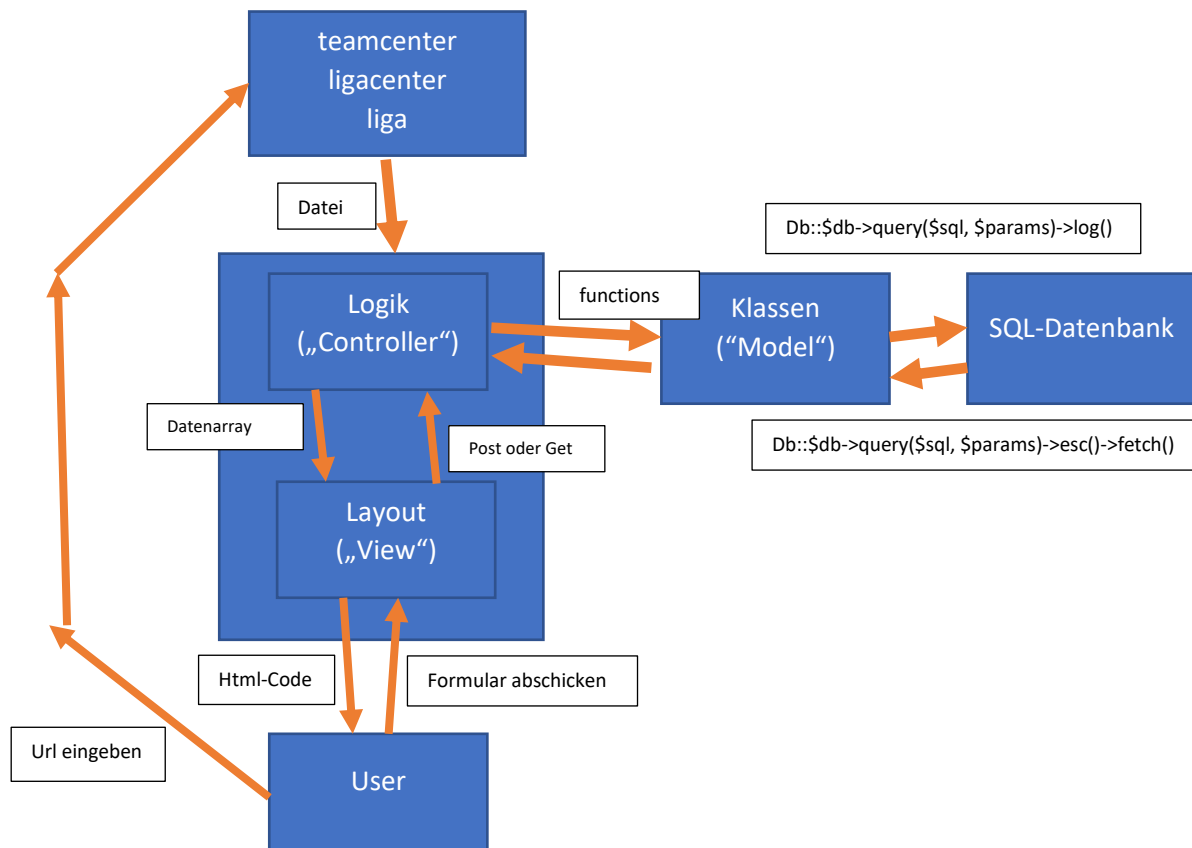 teamcenter
ligacenter
liga
Datei
Db::$db->query($sql, $params)->log()
Logik
(„Controller“)
functions
Klassen
(“Model“)
SQL-Datenbank
Datenarray
Post oder Get
Db::$db->query($sql, $params)->esc()->fetch()
Layout
(„View“)
Html-Code
Formular abschicken
Url eingeben
User